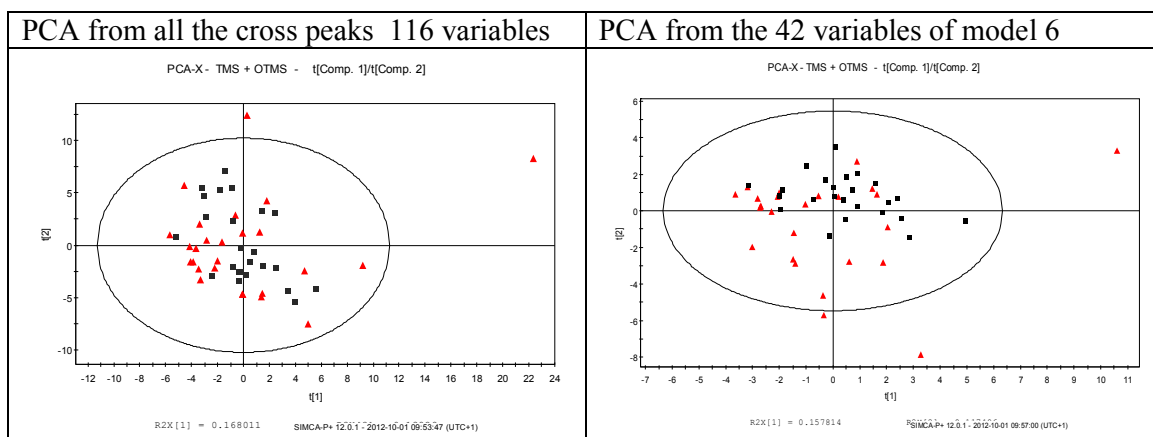 PCA from all the cross peaks 116 variables
PCA from the 42 variables of model 6
PCA-X - TMS + OTMS - t[Comp. 1]/t[Comp. 2]
t[2]
10
5
0
-5
-10
-12 -10 -8 -6 -4 -2 0 2 4 6 8 10 12 14 16 18 20 22 24
t[1]
R2X[1] = 0.168011
SIMCA-P+ 12.0.1 - 2012-10-01 09:53:47 (UTC+1)
PCA-X - TMS + OTMS - t[Comp. 1]/t[Comp. 2]
t[2]
6
4
2
0
-2
-4
-6
-8
-7 -6 -5 -4 -3 -2 -1 0 1 2 3 4 5 6 7 8 9 10 11
t[1]
R2X[1] = 0.157814
SIMCA-P+ 12.0.1 - 2012-10-01 09:57:00 (UTC+1)